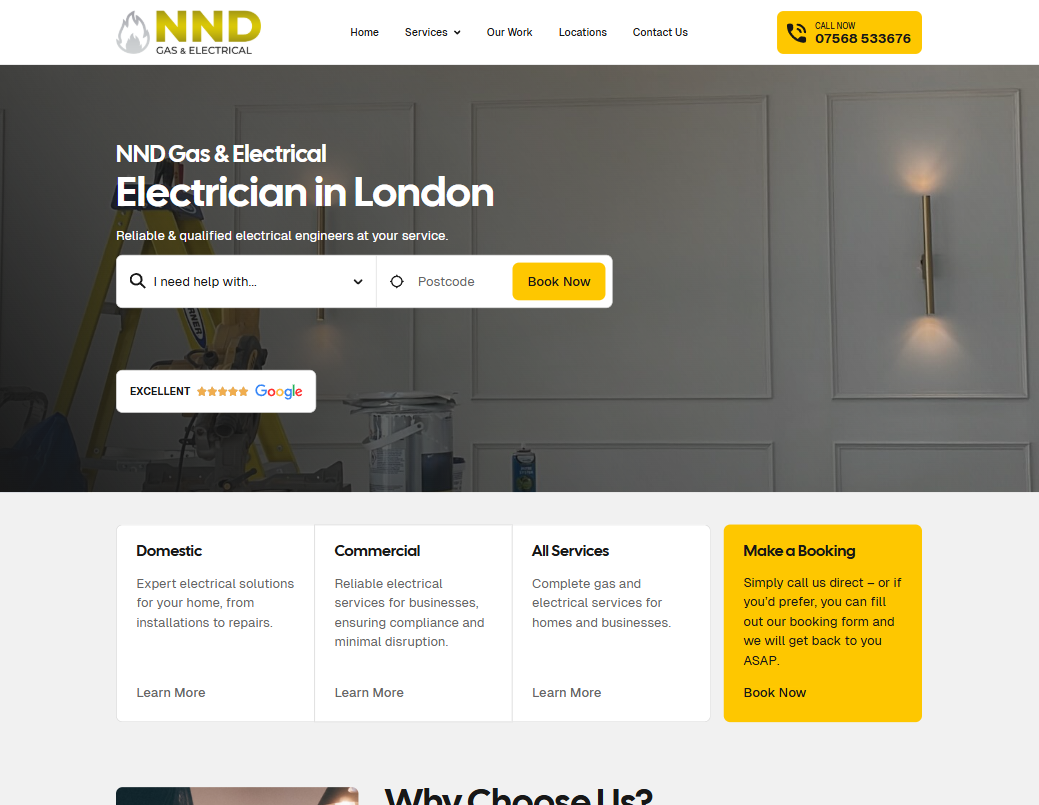 NND
GAS & ELECTRICAL
Home
Services
Our Work
Locations
Contact Us
CALL NOW
07568 533676
NND Gas & Electrical
Electrician in London
Reliable & qualified electrical engineers at your service.
I need help with...
Postcode
Book Now
EXCELLENT
Google
Domestic
Expert electrical solutions
for your home, from
installations to repairs.
Learn More
Commercial
Reliable electrical
services for businesses,
ensuring compliance and
minimal disruption.
Learn More
All Services
Complete gas and
electrical services for
homes and businesses.
Learn More
Make a Booking
Simply call us direct – or if
you’d prefer, you can fill
out our booking form and
we will get back to you
ASAP.
Book Now
Why Choose Us?